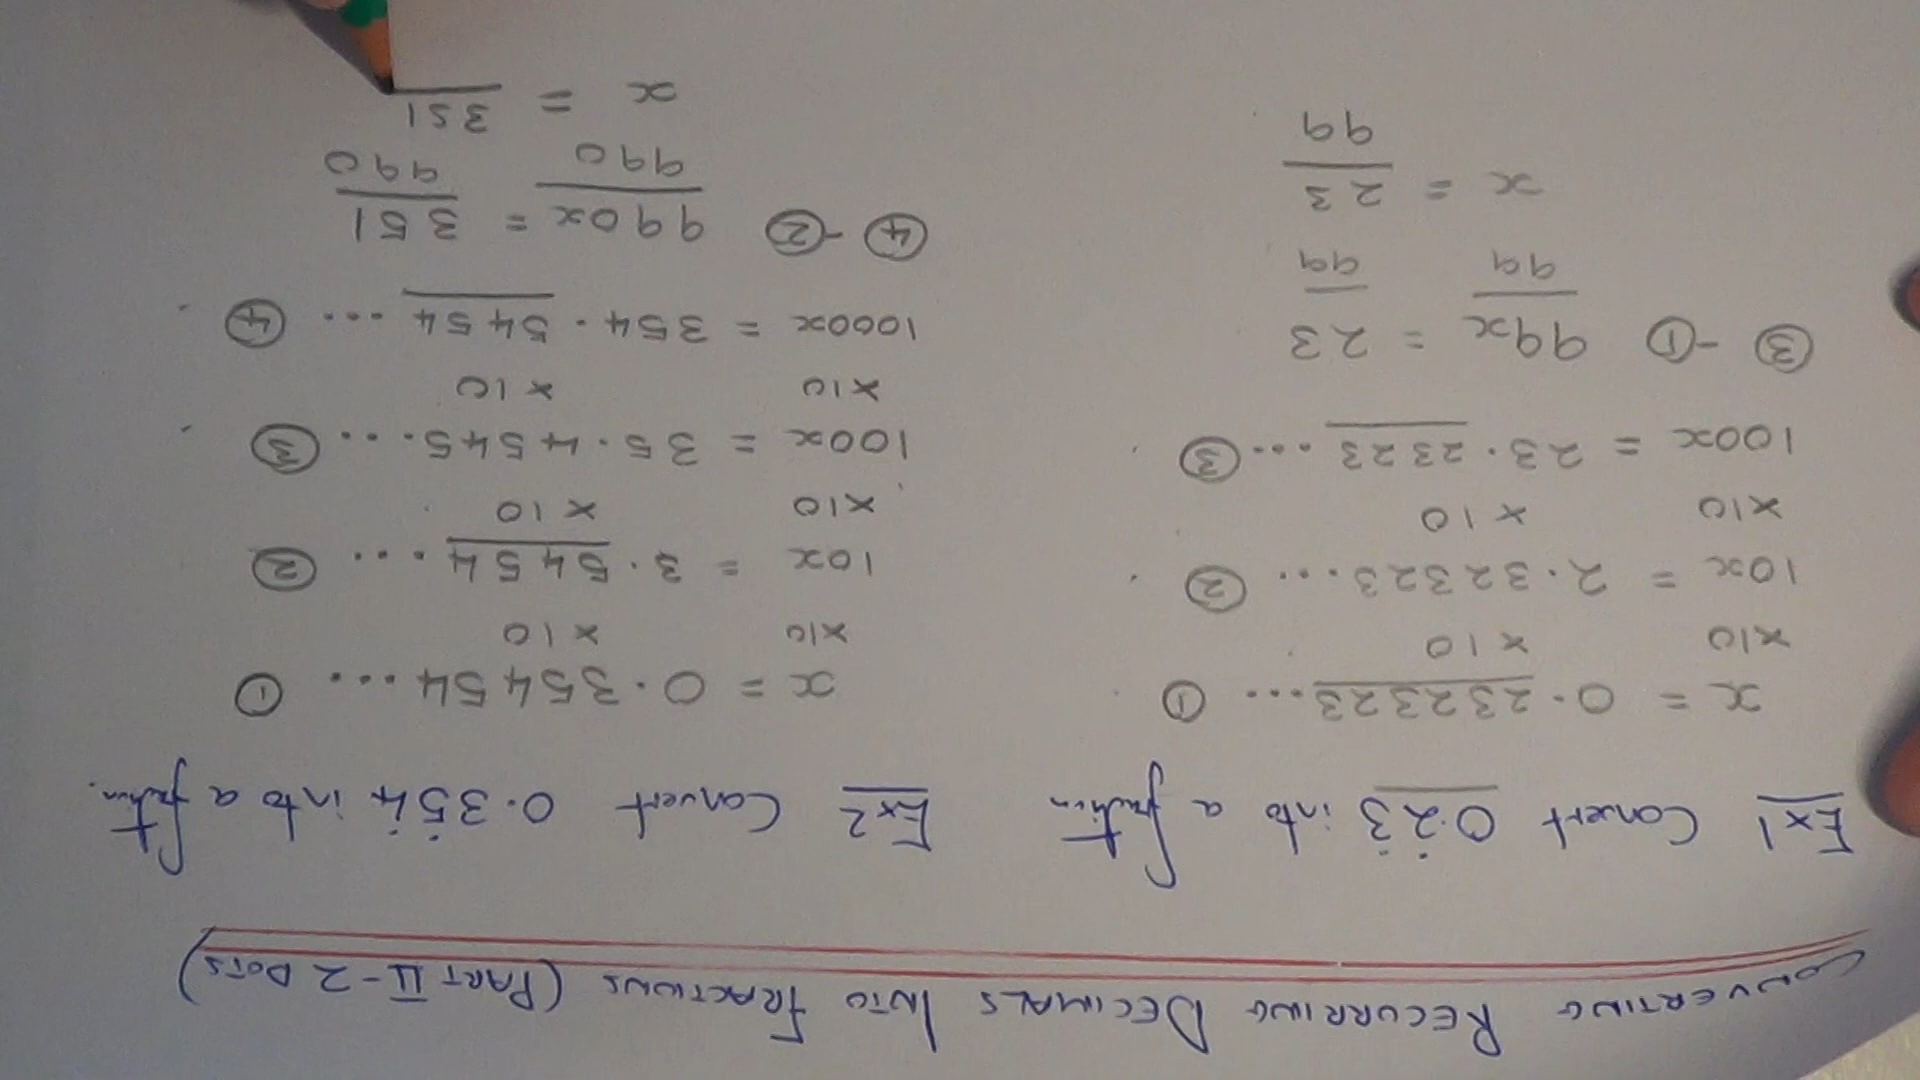 CONVERTING RECURRING DECIMALS INTO FRACTIONS (PART II - 2 DOTS)
Ex1 Convert 0.2̇3̇ into a fraction
x = 0.232323... ①
×10 ×10
10x = 2.32323... ②
×10 ×10
100x = 23.2323... ③
③ - ① 99x = 23
99 99
x = 23
99
Ex2 Convert 0.35̇4̇ into a fraction.
x = 0.35454... ①
×10 ×10
10x = 3.5454... ②
×10 ×10
100x = 35.4545... ③
×10 ×10
1000x = 354.5454... ④
④ - ② 990x = 351
990 990
x = 351